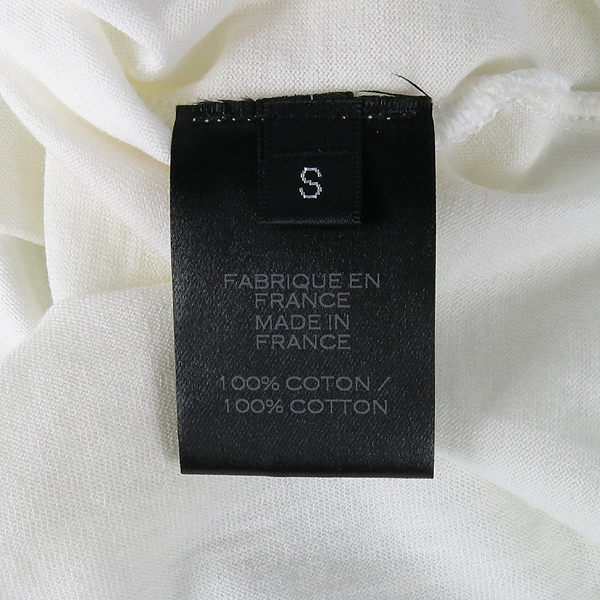 S
FABRIQUE EN
FRANCE
MADE IN
FRANCE
100% COTON /
100% COTTON